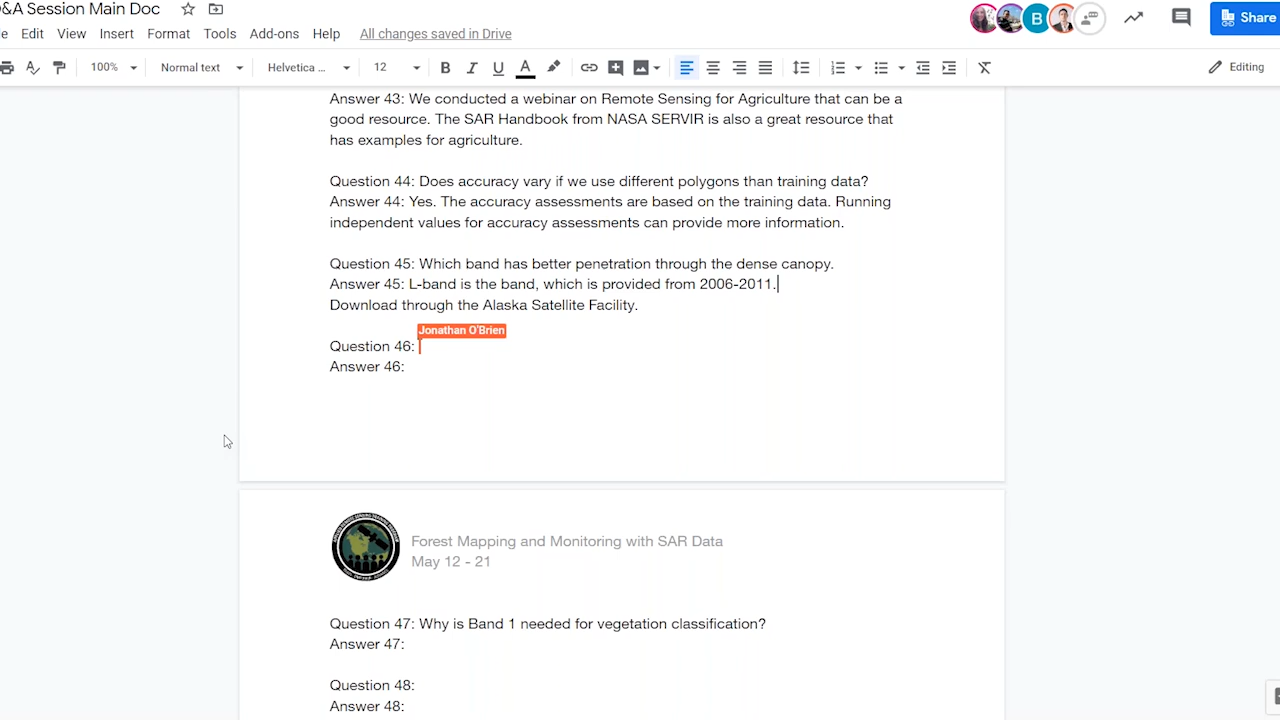 &A Session Main Doc
e Edit View Insert Format Tools Add-ons Help All changes saved in Drive
B
Share
100% Normal text Helvetica ... 12 B I U A Editing
Answer 43: We conducted a webinar on Remote Sensing for Agriculture that can be a
good resource. The SAR Handbook from NASA SERVIR is also a great resource that
has examples for agriculture.
Question 44: Does accuracy vary if we use different polygons than training data?
Answer 44: Yes. The accuracy assessments are based on the training data. Running
independent values for accuracy assessments can provide more information.
Question 45: Which band has better penetration through the dense canopy.
Answer 45: L-band is the band, which is provided from 2006-2011.
Download through the Alaska Satellite Facility.
Jonathan O'Brien
Question 46:
Answer 46:
Forest Mapping and Monitoring with SAR Data
May 12 - 21
Question 47: Why is Band 1 needed for vegetation classification?
Answer 47:
Question 48:
Answer 48: